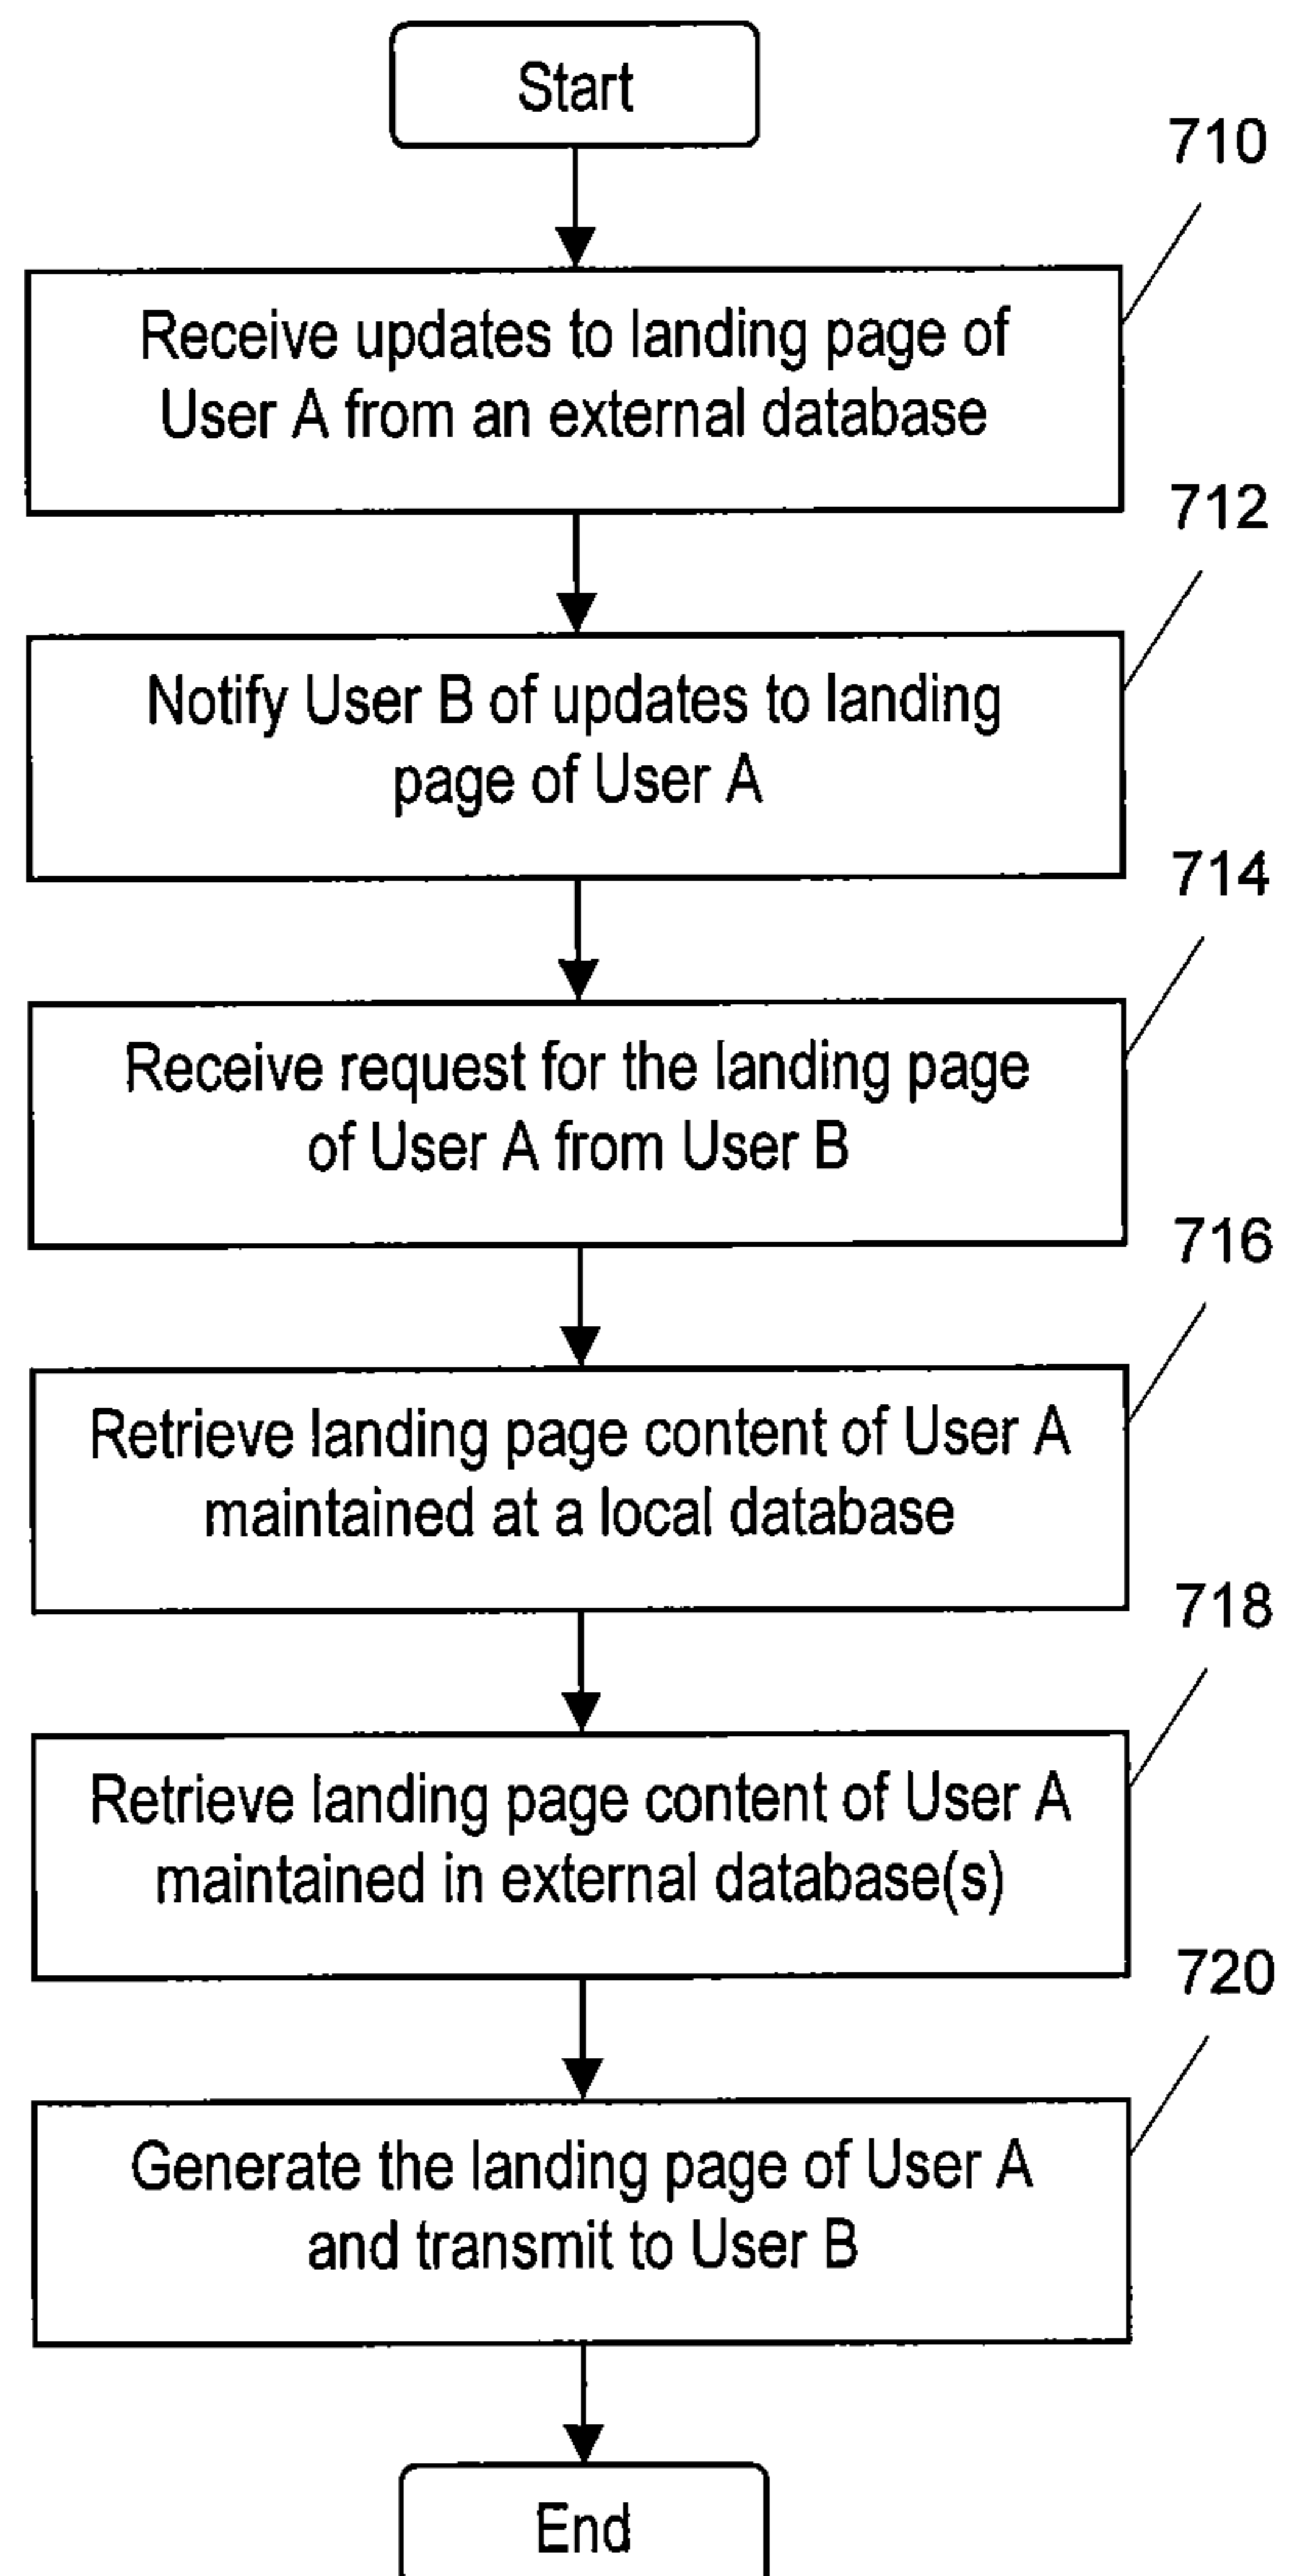 Start
710
Receive updates to landing page of
User A from an external database
712
Notify User B of updates to landing
page of User A
714
Receive request for the landing page
of User A from User B
716
Retrieve landing page content of User A
maintained at a local database
718
Retrieve landing page content of User A
maintained in external database(s)
720
Generate the landing page of User A
and transmit to User B
End